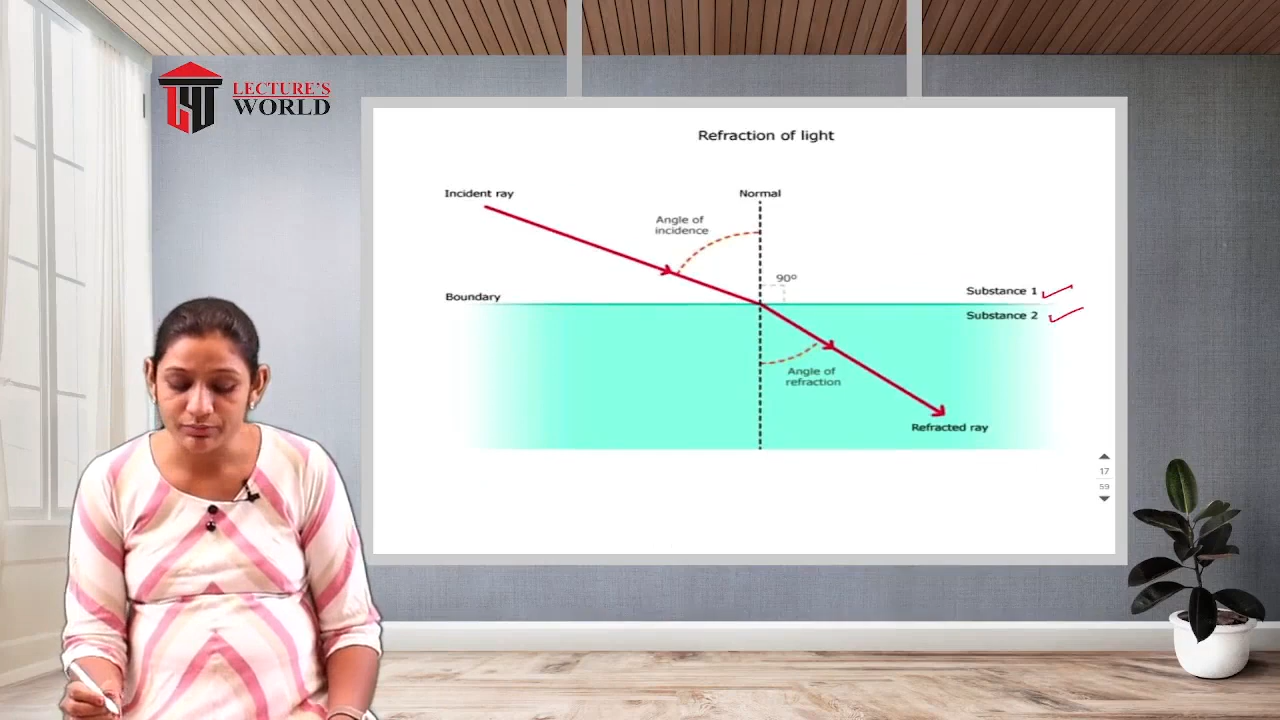 LECTURE'S
WORLD
Refraction of light
Incident ray
Normal
Angle of
incidence
90°
Boundary
Substance 1
Substance 2
Angle of
refraction
Refracted ray
17
59